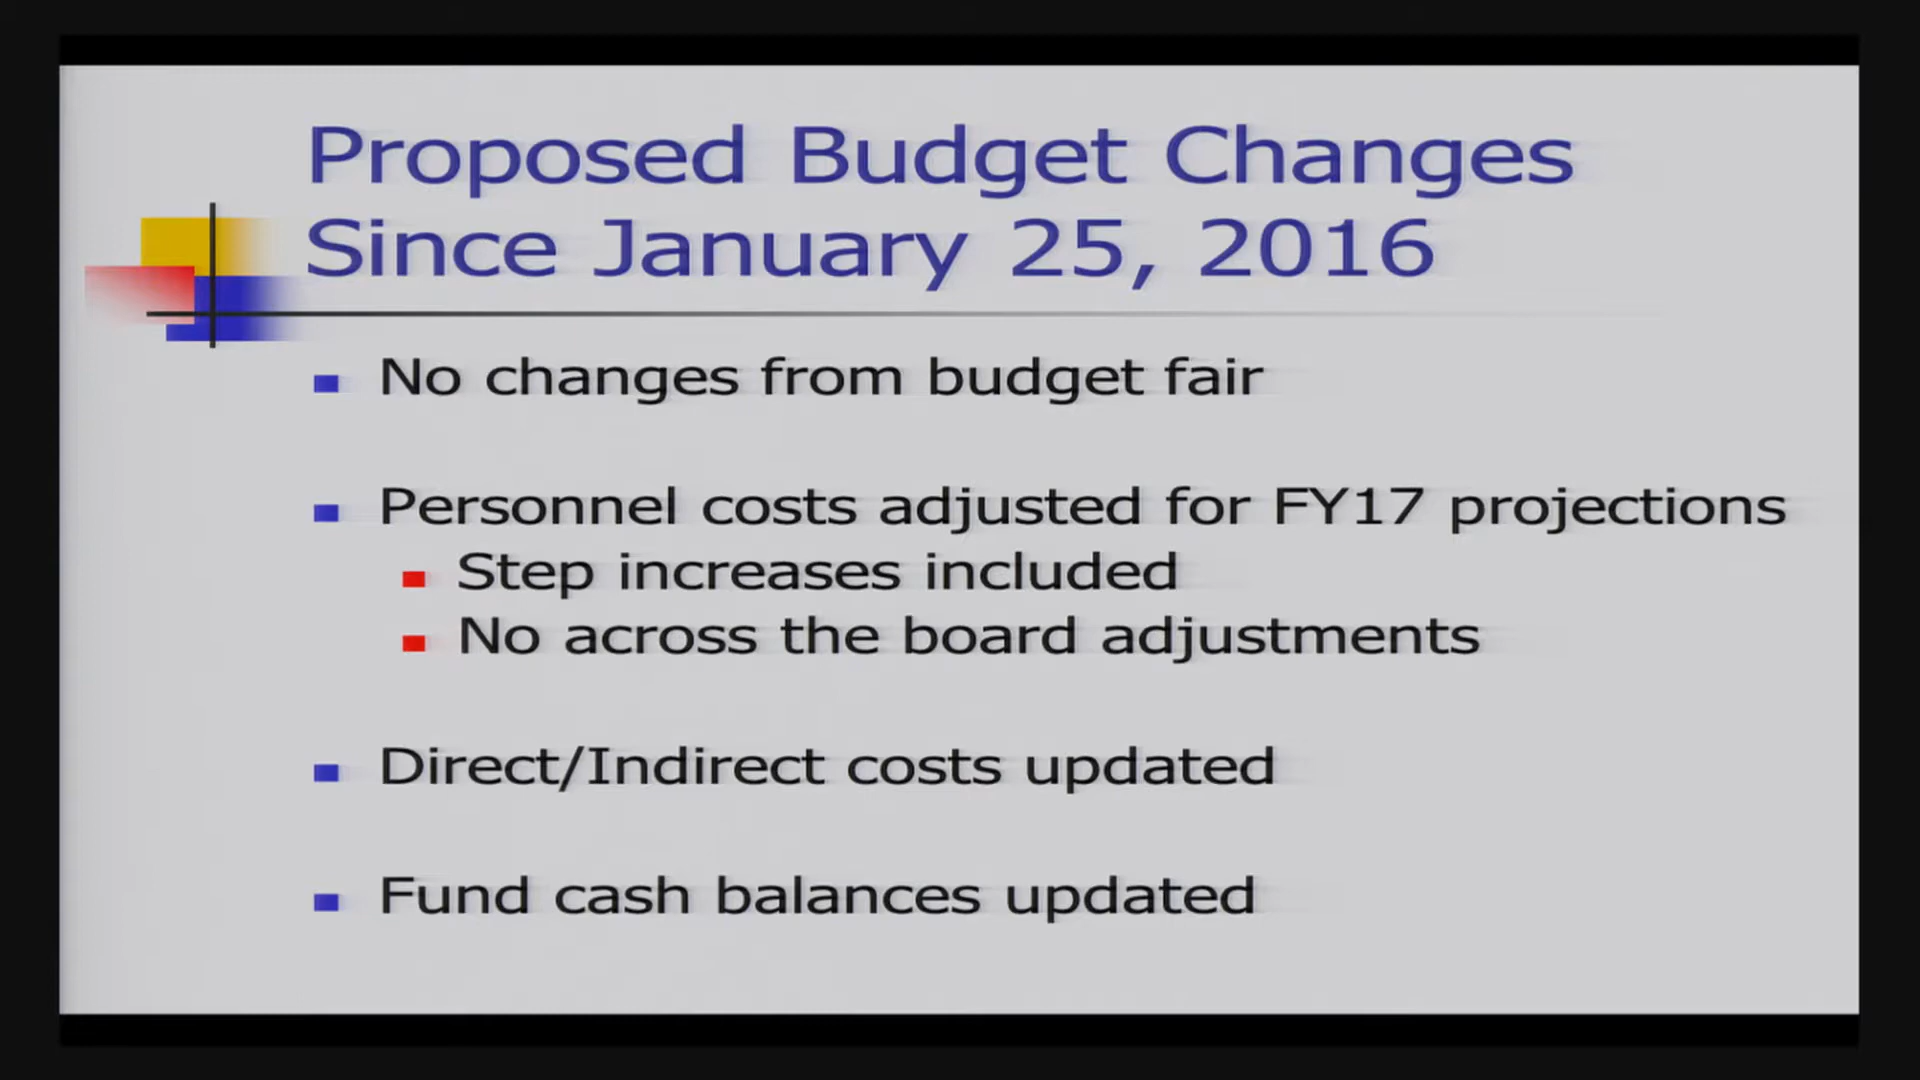 Proposed Budget Changes
Since January 25, 2016
No changes from budget fair
Personnel costs adjusted for FY17 projections
Step increases included
No across the board adjustments
Direct/Indirect costs updated
Fund cash balances updated